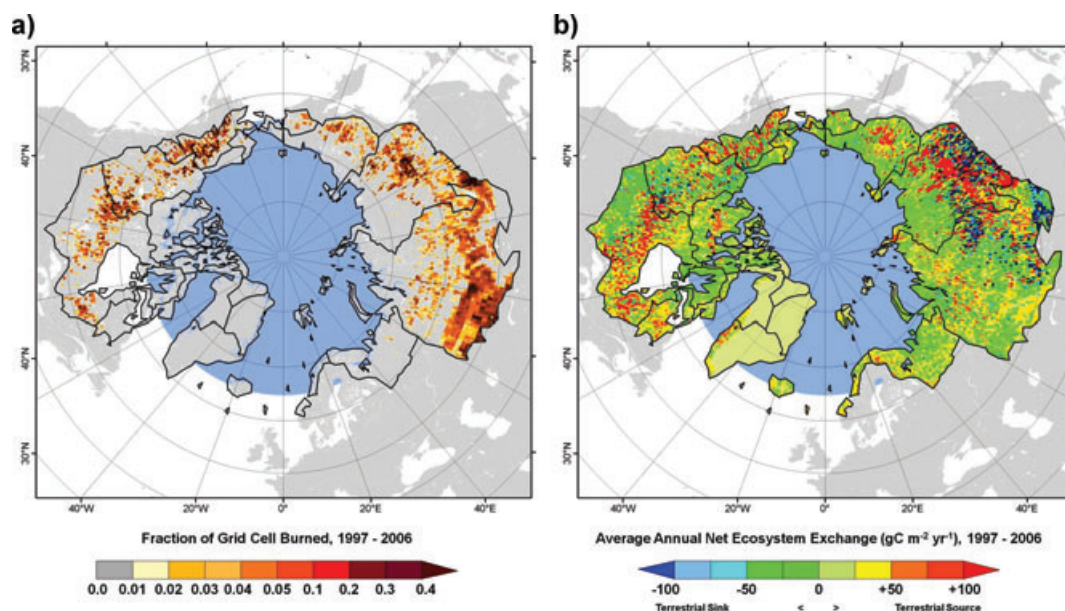 a)
b)
30°N
40°N
40°N
30°N
40°W
20°W
0°
20°E
40°E
30°N
40°N
40°N
30°N
40°W
20°W
0°
20°E
40°E
Fraction of Grid Cell Burned, 1997 - 2006
0.0 0.01 0.02 0.03 0.04 0.05 0.1 0.2 0.3 0.4
Average Annual Net Ecosystem Exchange (gC m⁻² yr⁻¹), 1997 - 2006
-100 -50 0 +50 +100
Terrestrial Sink < > Terrestrial Source